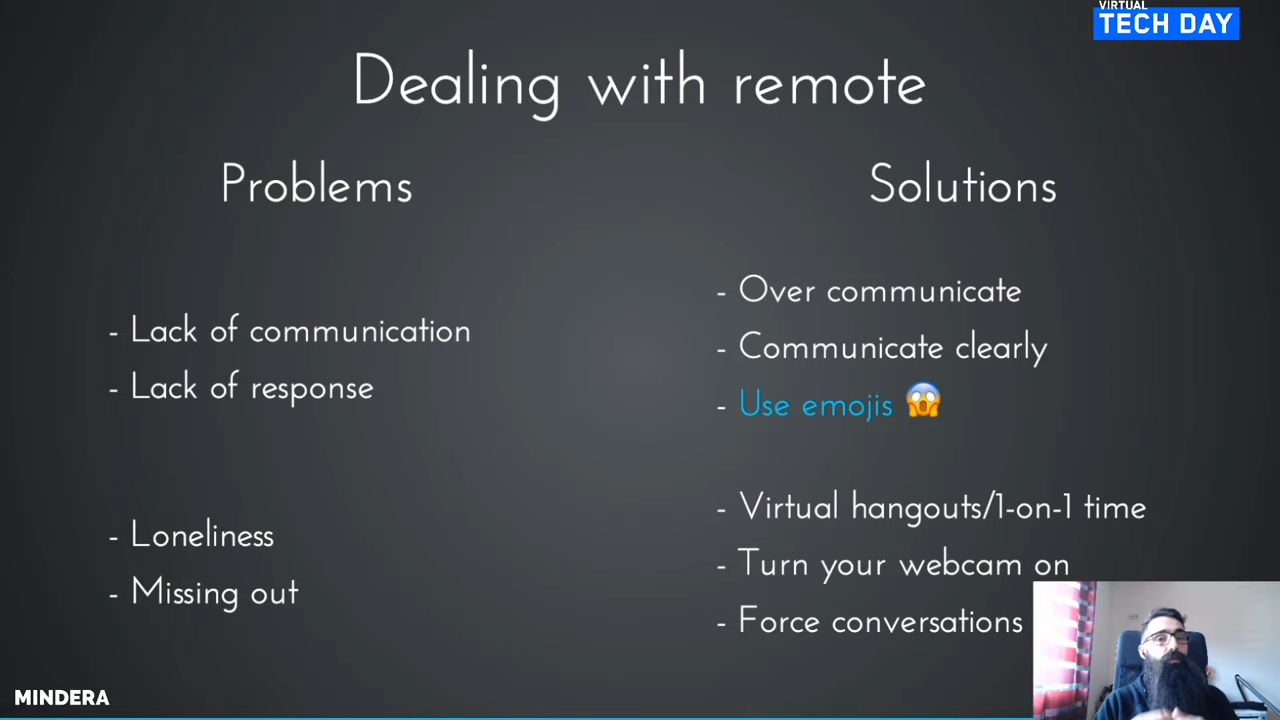 VIRTUAL
TECH DAY
Dealing with remote
Problems
- Lack of communication
- Lack of response
- Loneliness
- Missing out
Solutions
- Over communicate
- Communicate clearly
- Use emojis 😱
- Virtual hangouts/1-on-1 time
- Turn your webcam on
- Force conversations
MINDERA